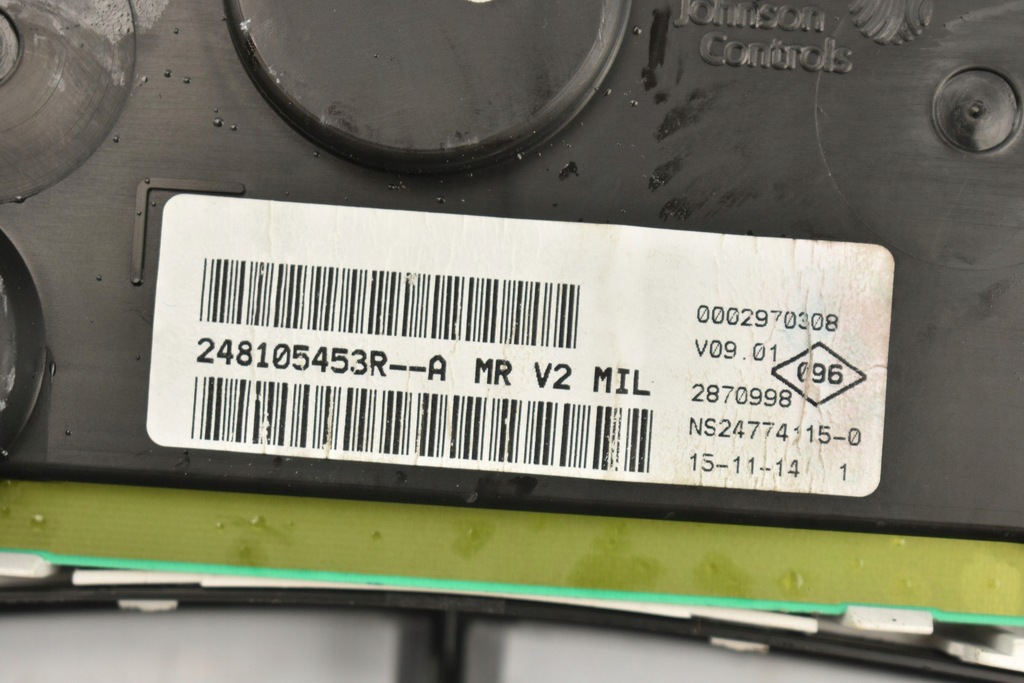 Johnson
Controls
248105453R--A MR V2 MIL
0002970308
V09.01
096
2870998
NS24774115-0
15-11-14 1